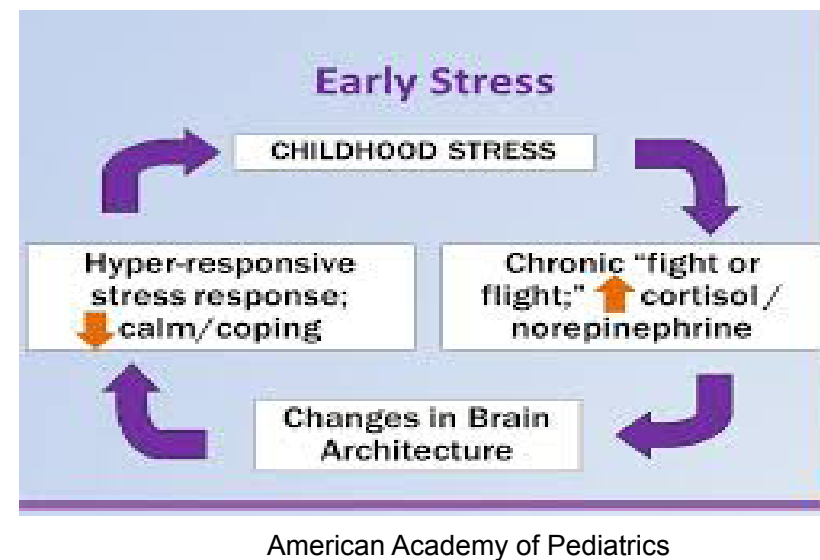 Early Stress
CHILDHOOD STRESS
Hyper-responsive
stress response;
calm/coping
Chronic “fight or
flight;” cortisol/
norepinephrine
Changes in Brain
Architecture
American Academy of Pediatrics